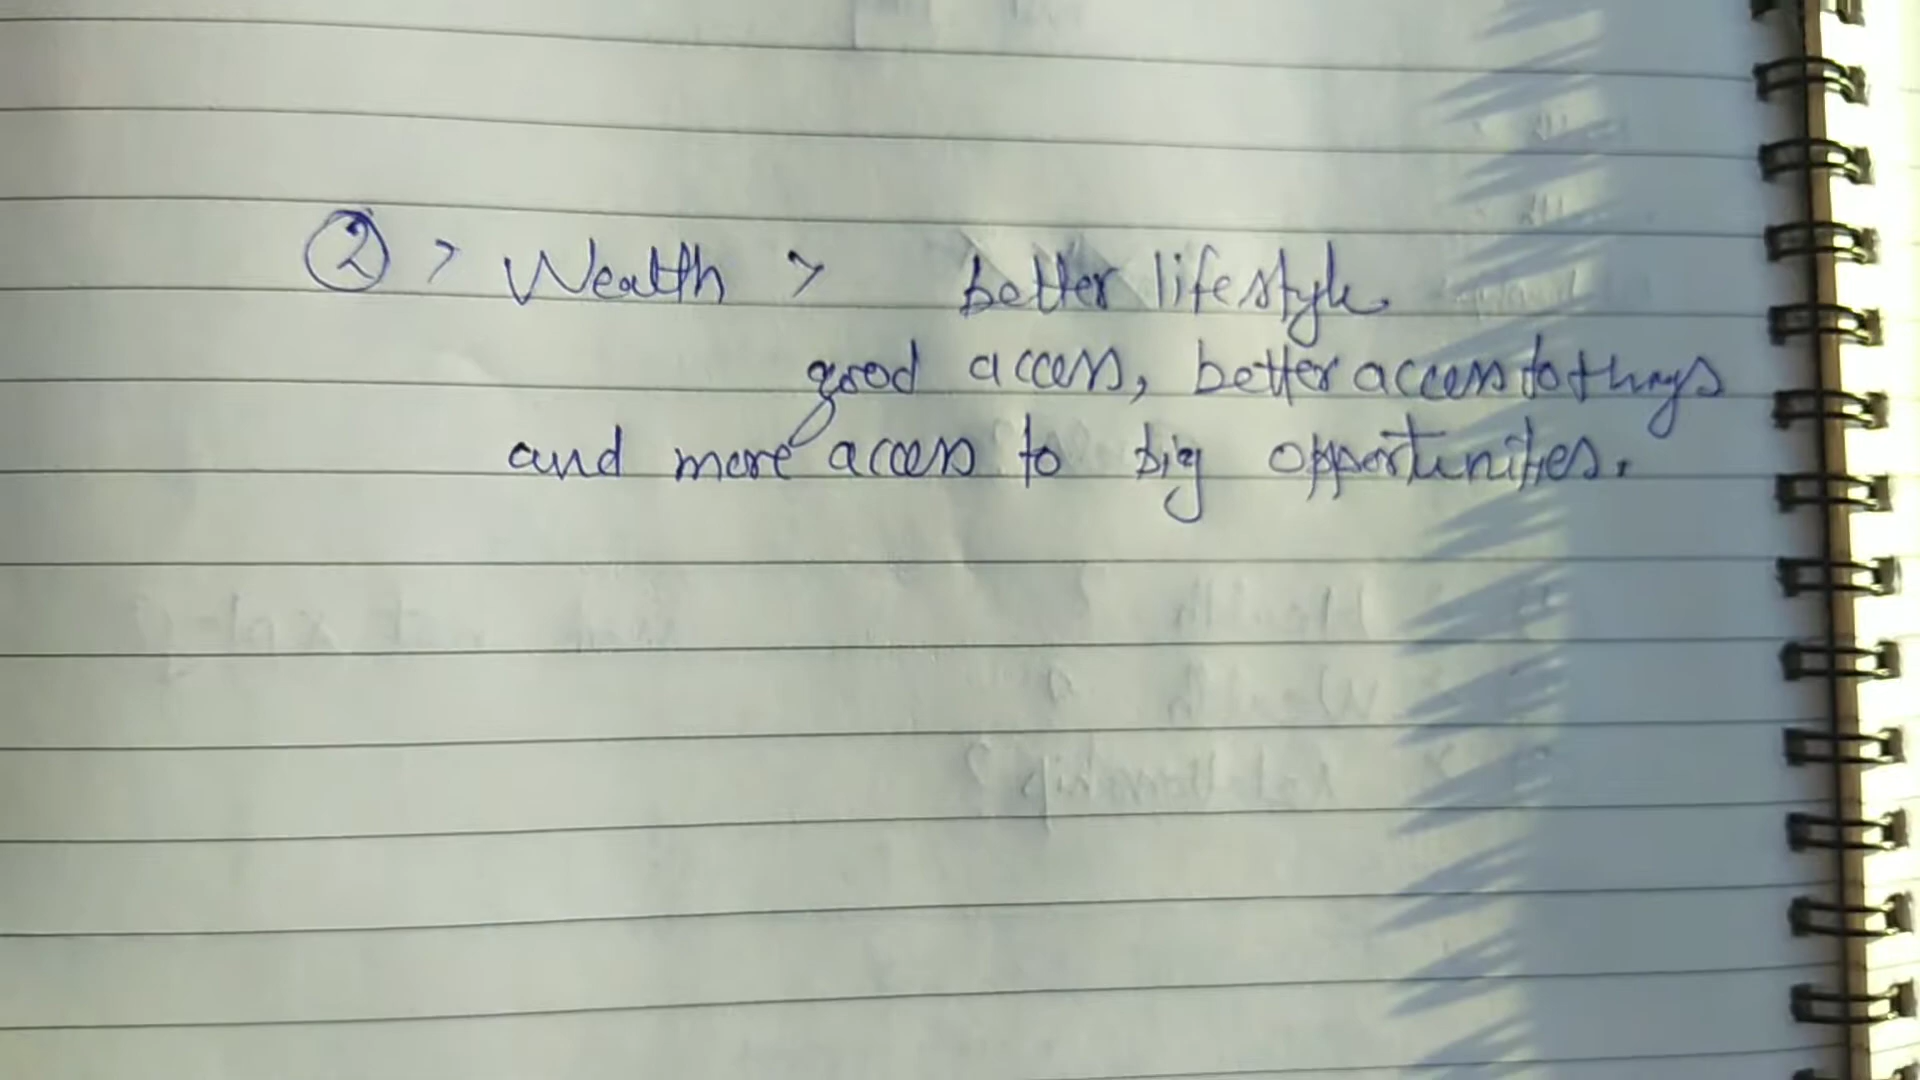 ② > Wealth > better lifestyle.
good access, better access to things
and more access to big opportunities.